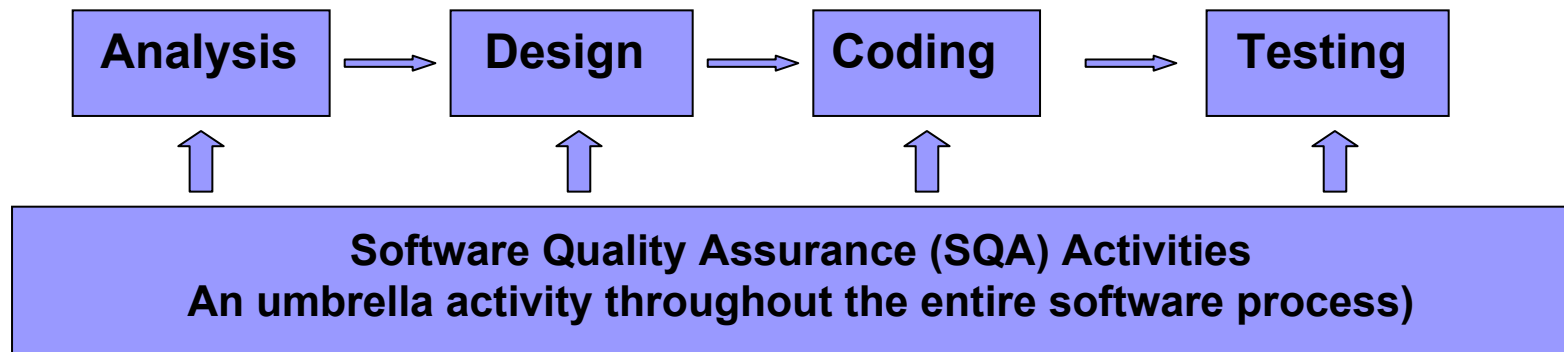 Analysis
Design
Coding
Testing
Software Quality Assurance (SQA) Activities
An umbrella activity throughout the entire software process)